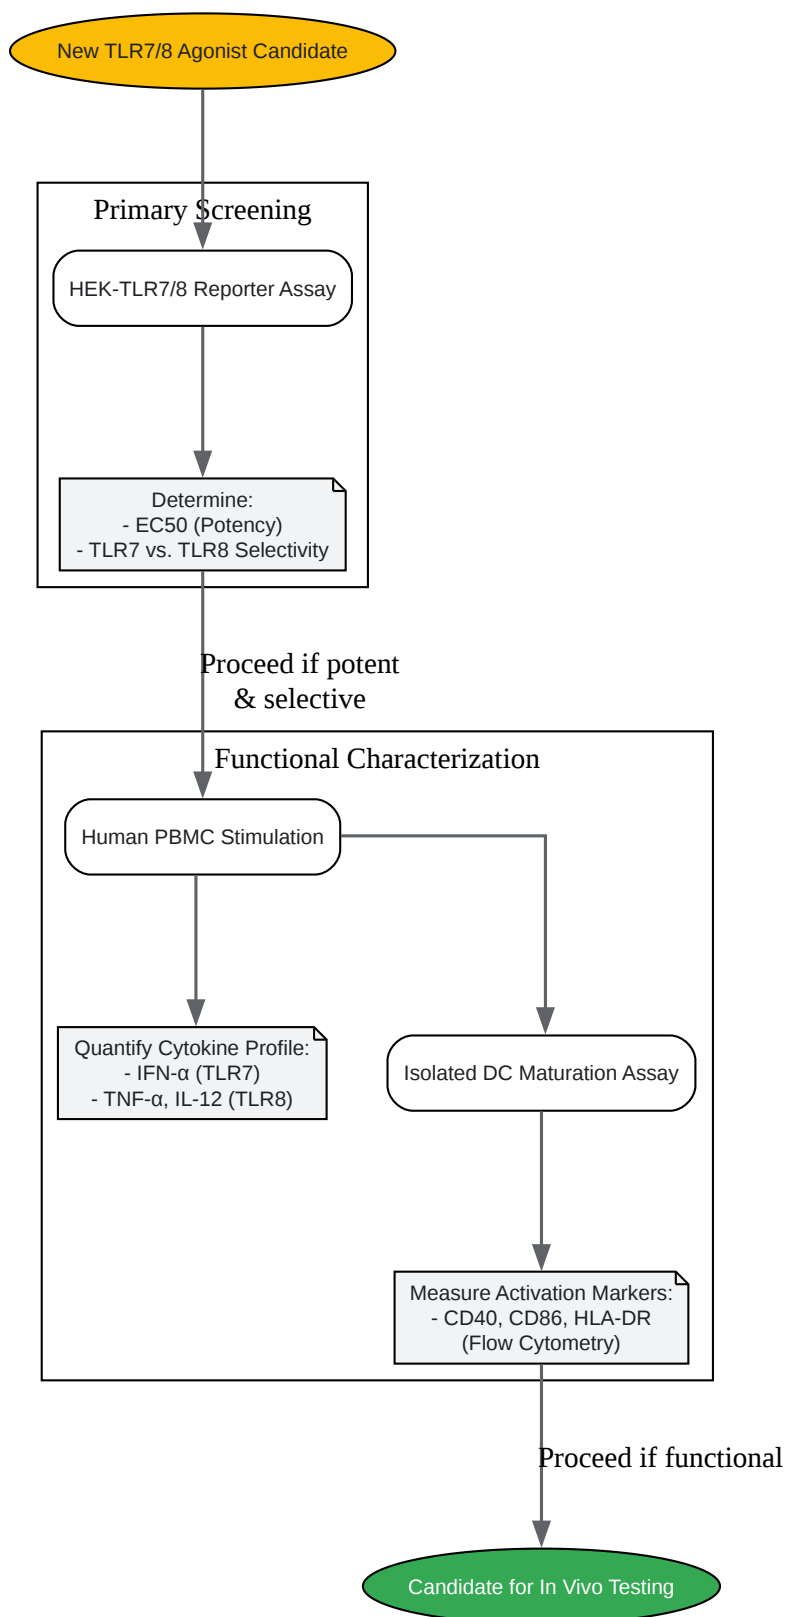 New TLR7/8 Agonist Candidate
Primary Screening
HEK-TLR7/8 Reporter Assay
Determine:
- EC50 (Potency)
- TLR7 vs. TLR8 Selectivity
Proceed if potent
& selective
Functional Characterization
Human PBMC Stimulation
Quantify Cytokine Profile:
- IFN-α (TLR7)
- TNF-α, IL-12 (TLR8)
Isolated DC Maturation Assay
Measure Activation Markers:
- CD40, CD86, HLA-DR
(Flow Cytometry)
Proceed if functional
Candidate for In Vivo Testing